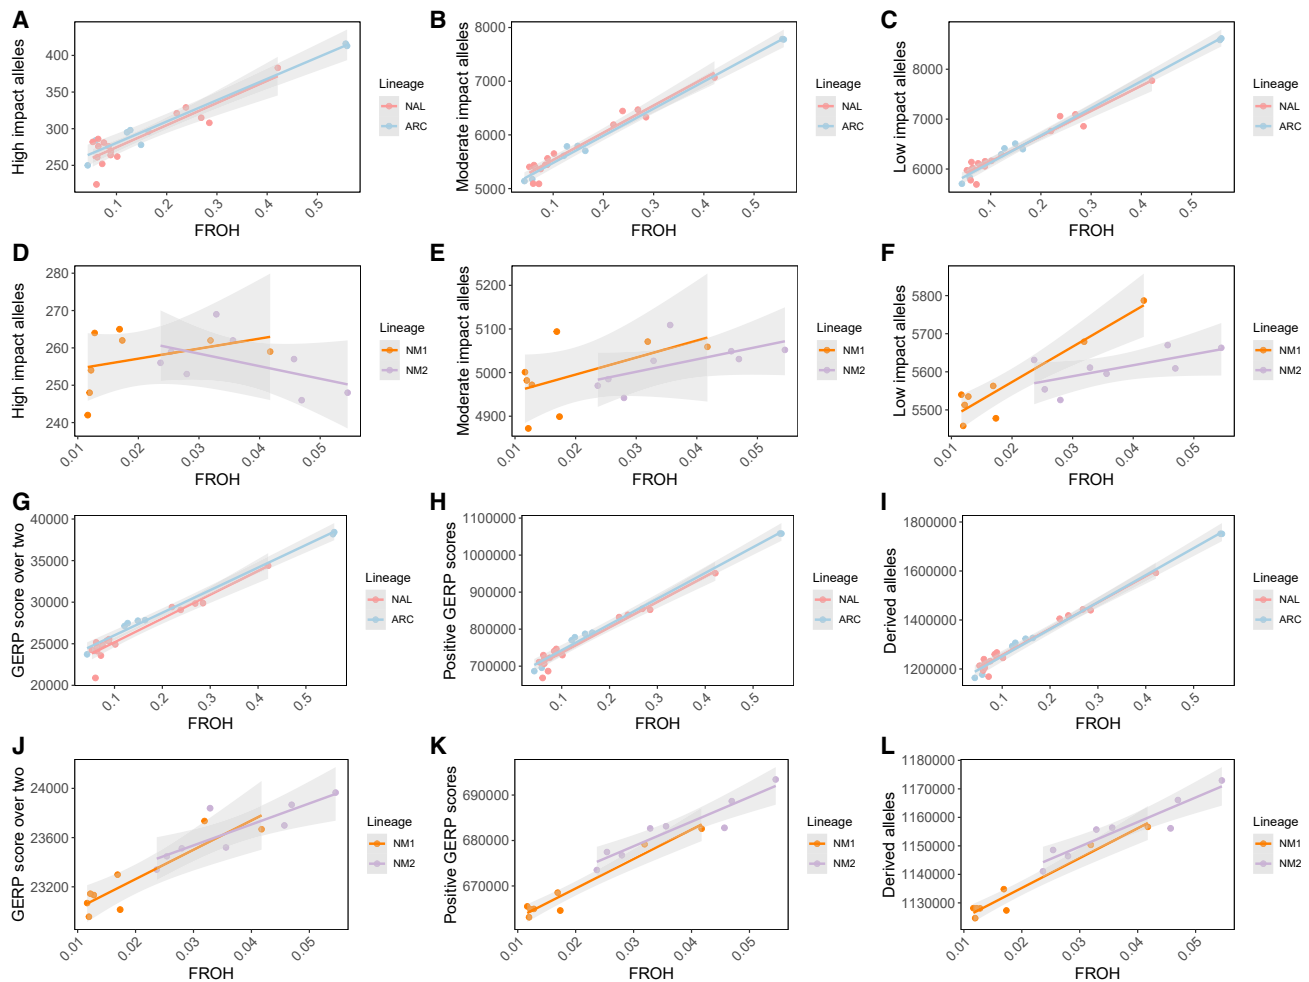 A
High impact alleles
400
350
300
250
0.1
0.2
0.3
0.4
0.5
FROH
Lineage
NAL
ARC
B
Moderate impact alleles
8000
7000
6000
5000
0.1
0.2
0.3
0.4
0.5
FROH
Lineage
NAL
ARC
C
Low impact alleles
8000
7000
6000
0.1
0.2
0.3
0.4
0.5
FROH
Lineage
NAL
ARC
D
High impact alleles
280
270
260
250
240
0.01
0.02
0.03
0.04
0.05
FROH
Lineage
NM1
NM2
E
Moderate impact alleles
5200
5100
5000
4900
0.01
0.02
0.03
0.04
0.05
FROH
Lineage
NM1
NM2
F
Low impact alleles
5800
5700
5600
5500
0.01
0.02
0.03
0.04
0.05
FROH
Lineage
NM1
NM2
G
GERP score over two
40000
35000
30000
25000
20000
0.1
0.2
0.3
0.4
0.5
FROH
Lineage
NAL
ARC
H
Positive GERP scores
1100000
1000000
900000
800000
700000
0.1
0.2
0.3
0.4
0.5
FROH
Lineage
NAL
ARC
I
Derived alleles
1800000
1600000
1400000
1200000
0.1
0.2
0.3
0.4
0.5
FROH
Lineage
NAL
ARC
J
GERP score over two
24000
23600
23200
0.01
0.02
0.03
0.04
0.05
FROH
Lineage
NM1
NM2
K
Positive GERP scores
690000
680000
670000
0.01
0.02
0.03
0.04
0.05
FROH
Lineage
NM1
NM2
L
Derived alleles
1180000
1170000
1160000
1150000
1140000
1130000
0.01
0.02
0.03
0.04
0.05
FROH
Lineage
NM1
NM2